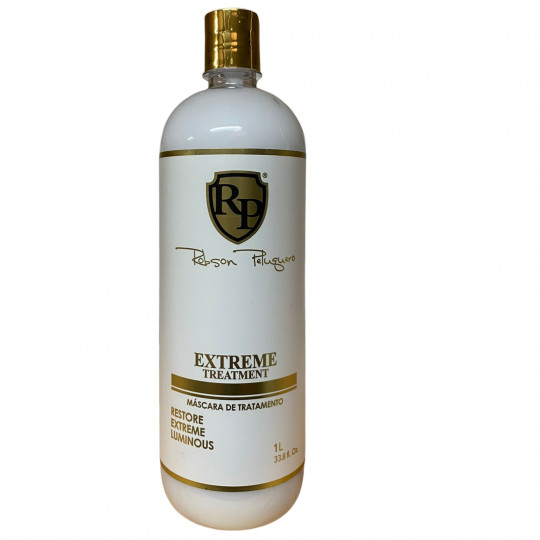 RP®
Robson Peluquero
EXTREME
TREATMENT
MÁSCARA DE TRATAMENTO
RESTORE
EXTREME
LUMINOUS
1L
33.8 fl. Oz